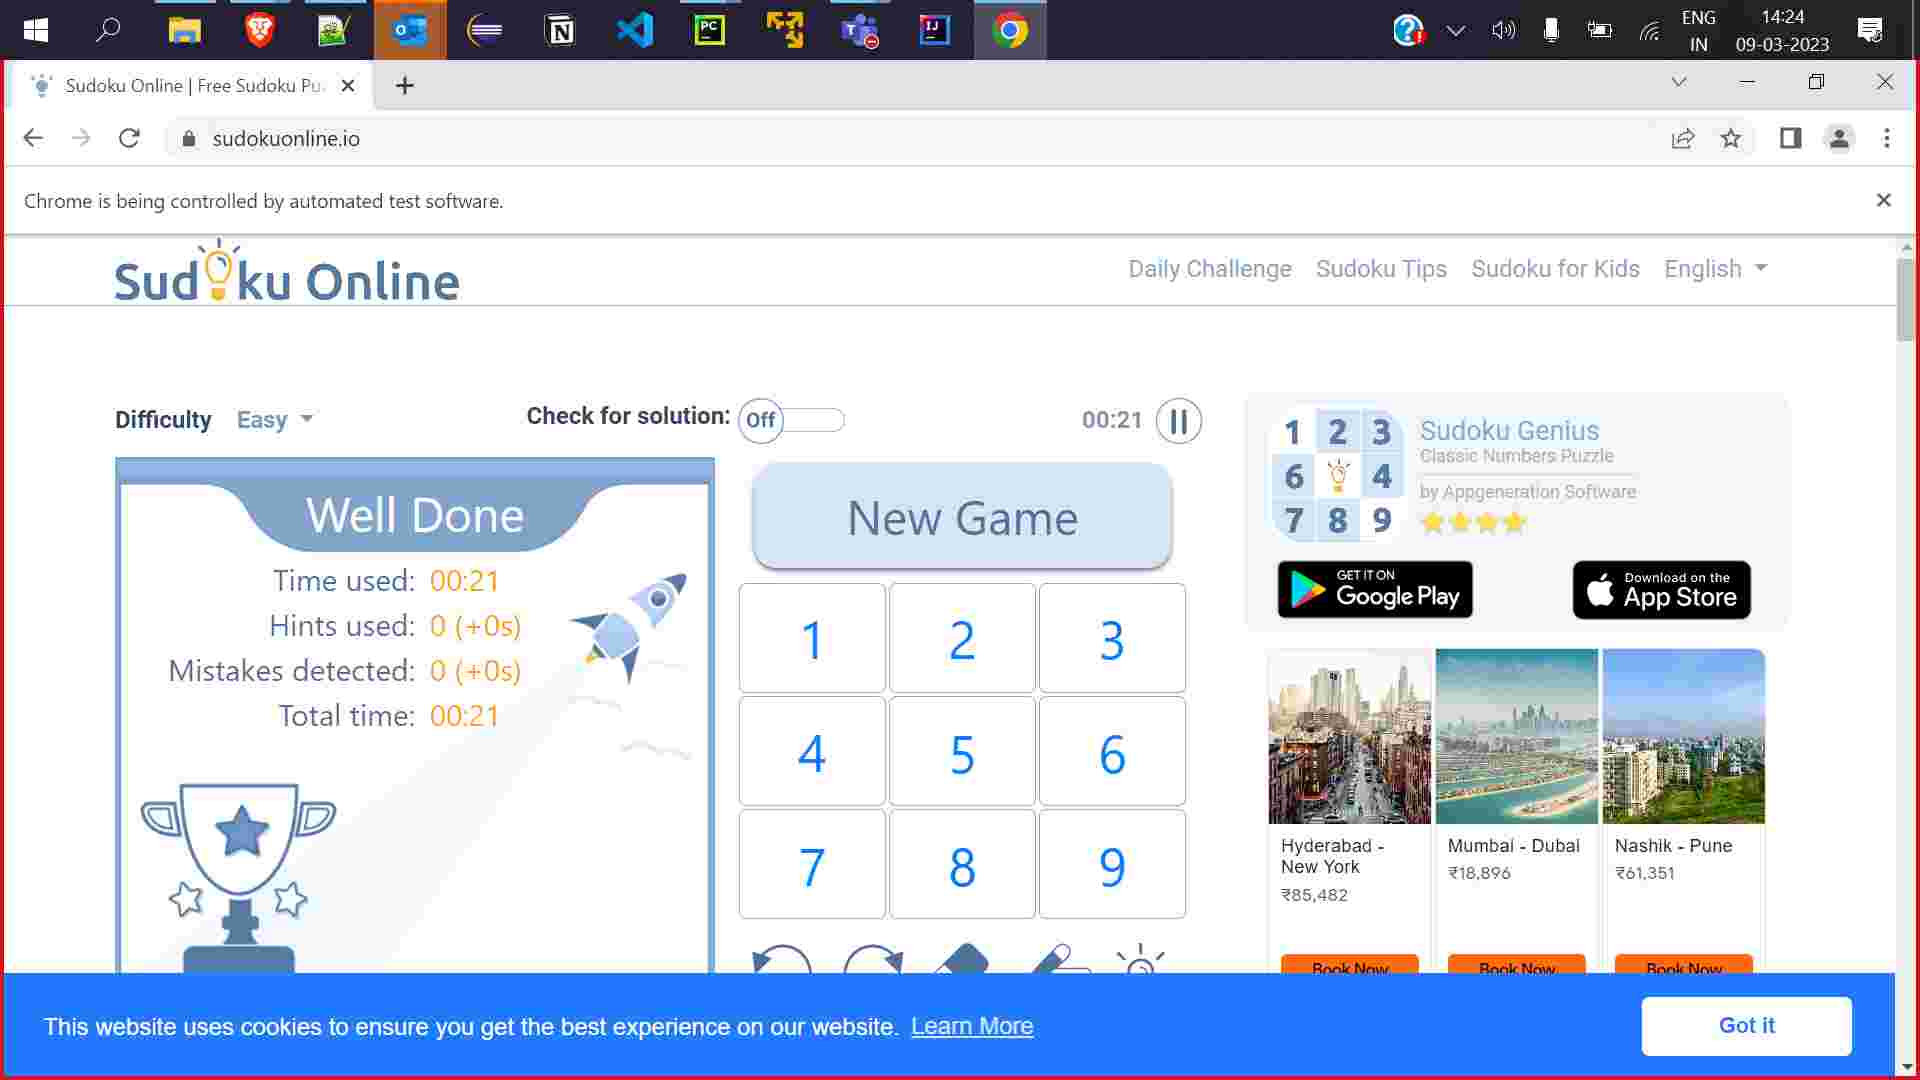 ENG
IN
14:24
09-03-2023
Sudoku Online | Free Sudoku Pu
sudokuonline.io
Chrome is being controlled by automated test software.
Sudoku Online
Daily Challenge Sudoku Tips Sudoku for Kids English
Difficulty Easy
Check for solution: Off
00:21
Well Done
Time used: 00:21
Hints used: 0 (+0s)
Mistakes detected: 0 (+0s)
Total time: 00:21
New Game
1 2 3
4 5 6
7 8 9
1 2 3
6 4
7 8 9
Sudoku Genius
Classic Numbers Puzzle
by Appgeneration Software
GET IT ON
Google Play
Download on the
App Store
Hyderabad -
New York
₹85,482
Book Now
Mumbai - Dubai
₹18,896
Book Now
Nashik - Pune
₹61,351
Book Now
This website uses cookies to ensure you get the best experience on our website. Learn More
Got it